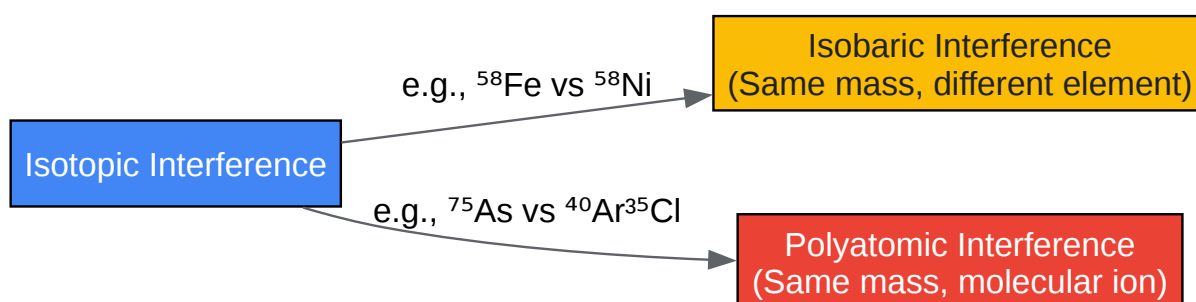 Isobaric Interference
(Same mass, different element)
e.g., ⁵⁸Fe vs ⁵⁸Ni
Isotopic Interference
e.g., ⁷⁵As vs ⁴⁰Ar³⁵Cl
Polyatomic Interference
(Same mass, molecular ion)